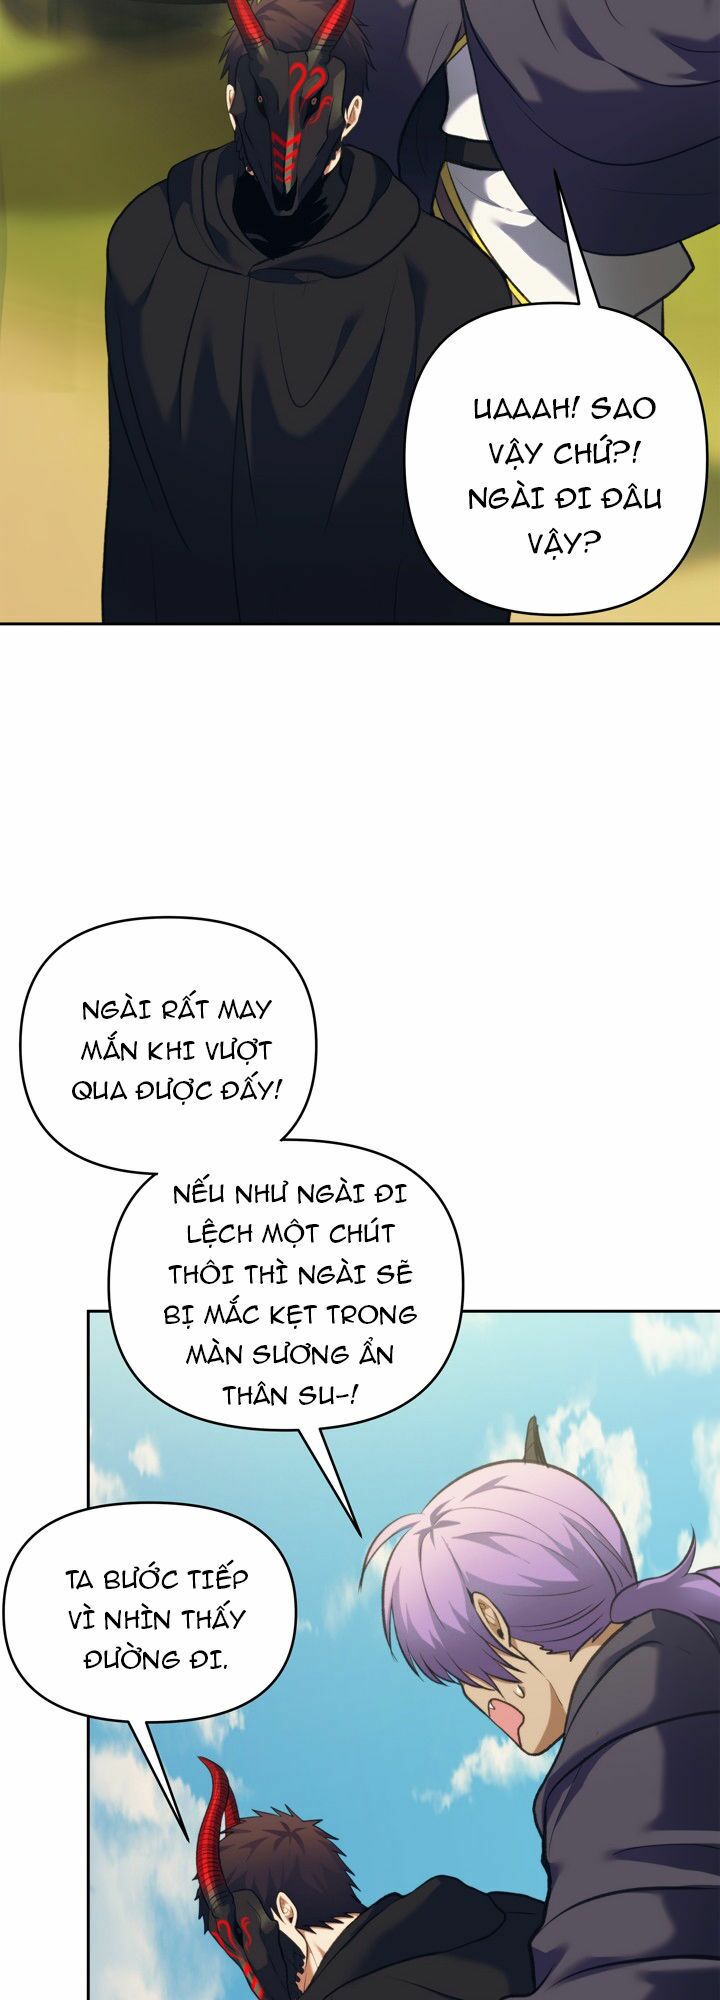 UAAAH! SAO
VẬY CHỨ?!
NGÀI ĐI ĐÂU
VẬY?
NGÀI RẤT MAY
MẮN KHI VƯỢT
QUA ĐƯỢC ĐẤY!
NẾU NHƯ NGÀI ĐI
LỆCH MỘT CHÚT
THÔI THÌ NGÀI SẼ
BỊ MẮC KẸT TRONG
MÀN SƯƠNG ẨN
THÂN SU-!
TA BƯỚC TIẾP
VÌ NHÌN THẤY
ĐƯỜNG ĐI.